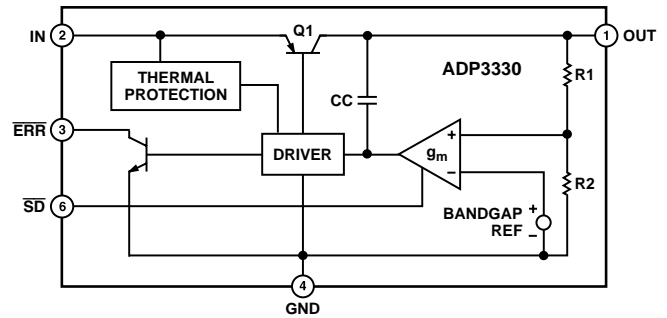 IN
2
Q1
1
OUT
THERMAL
PROTECTION
CC
ADP3330
R1
ERR
3
DRIVER
+
gm
−
R2
SD
6
BANDGAP
REF
+
−
4
GND